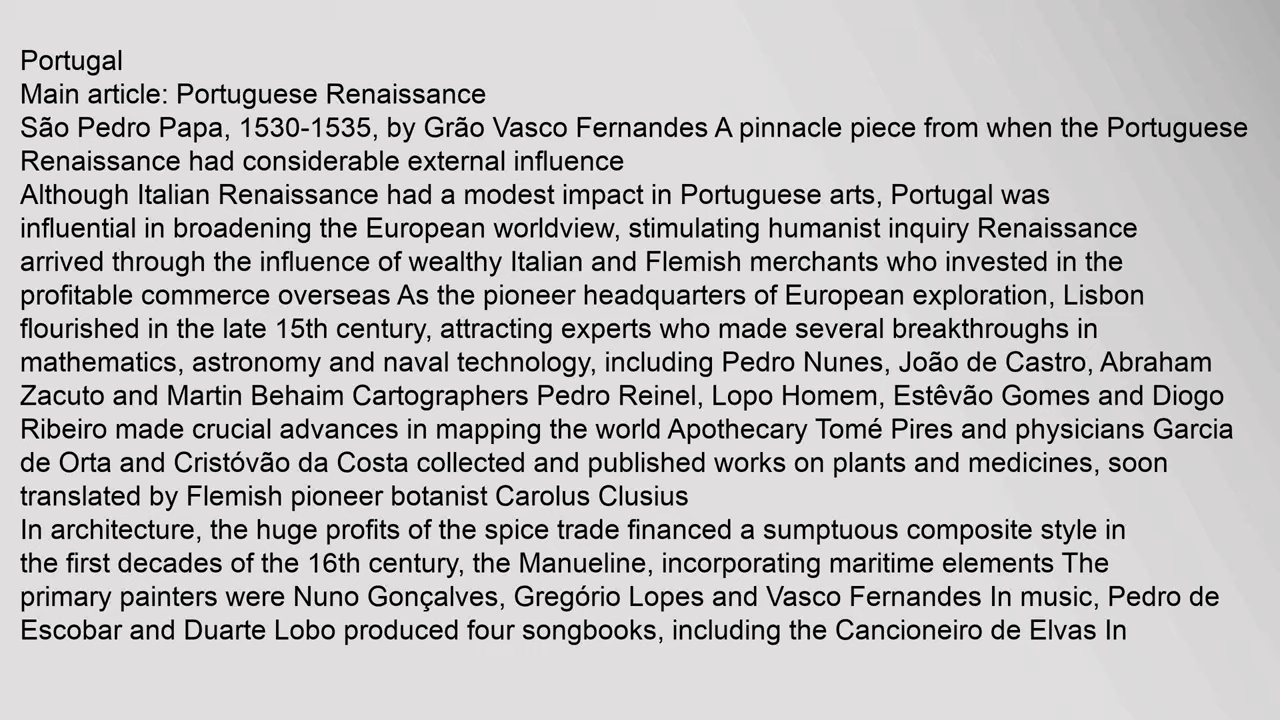 Portugal
Main article: Portuguese Renaissance
São Pedro Papa, 1530-1535, by Grão Vasco Fernandes A pinnacle piece from when the Portuguese
Renaissance had considerable external influence
Although Italian Renaissance had a modest impact in Portuguese arts, Portugal was
influential in broadening the European worldview, stimulating humanist inquiry Renaissance
arrived through the influence of wealthy Italian and Flemish merchants who invested in the
profitable commerce overseas As the pioneer headquarters of European exploration, Lisbon
flourished in the late 15th century, attracting experts who made several breakthroughs in
mathematics, astronomy and naval technology, including Pedro Nunes, João de Castro, Abraham
Zacuto and Martin Behaim Cartographers Pedro Reinel, Lopo Homem, Estêvão Gomes and Diogo
Ribeiro made crucial advances in mapping the world Apothecary Tomé Pires and physicians Garcia
de Orta and Cristóvão da Costa collected and published works on plants and medicines, soon
translated by Flemish pioneer botanist Carolus Clusius
In architecture, the huge profits of the spice trade financed a sumptuous composite style in
the first decades of the 16th century, the Manueline, incorporating maritime elements The
primary painters were Nuno Gonçalves, Gregório Lopes and Vasco Fernandes In music, Pedro de
Escobar and Duarte Lobo produced four songbooks, including the Cancioneiro de Elvas In